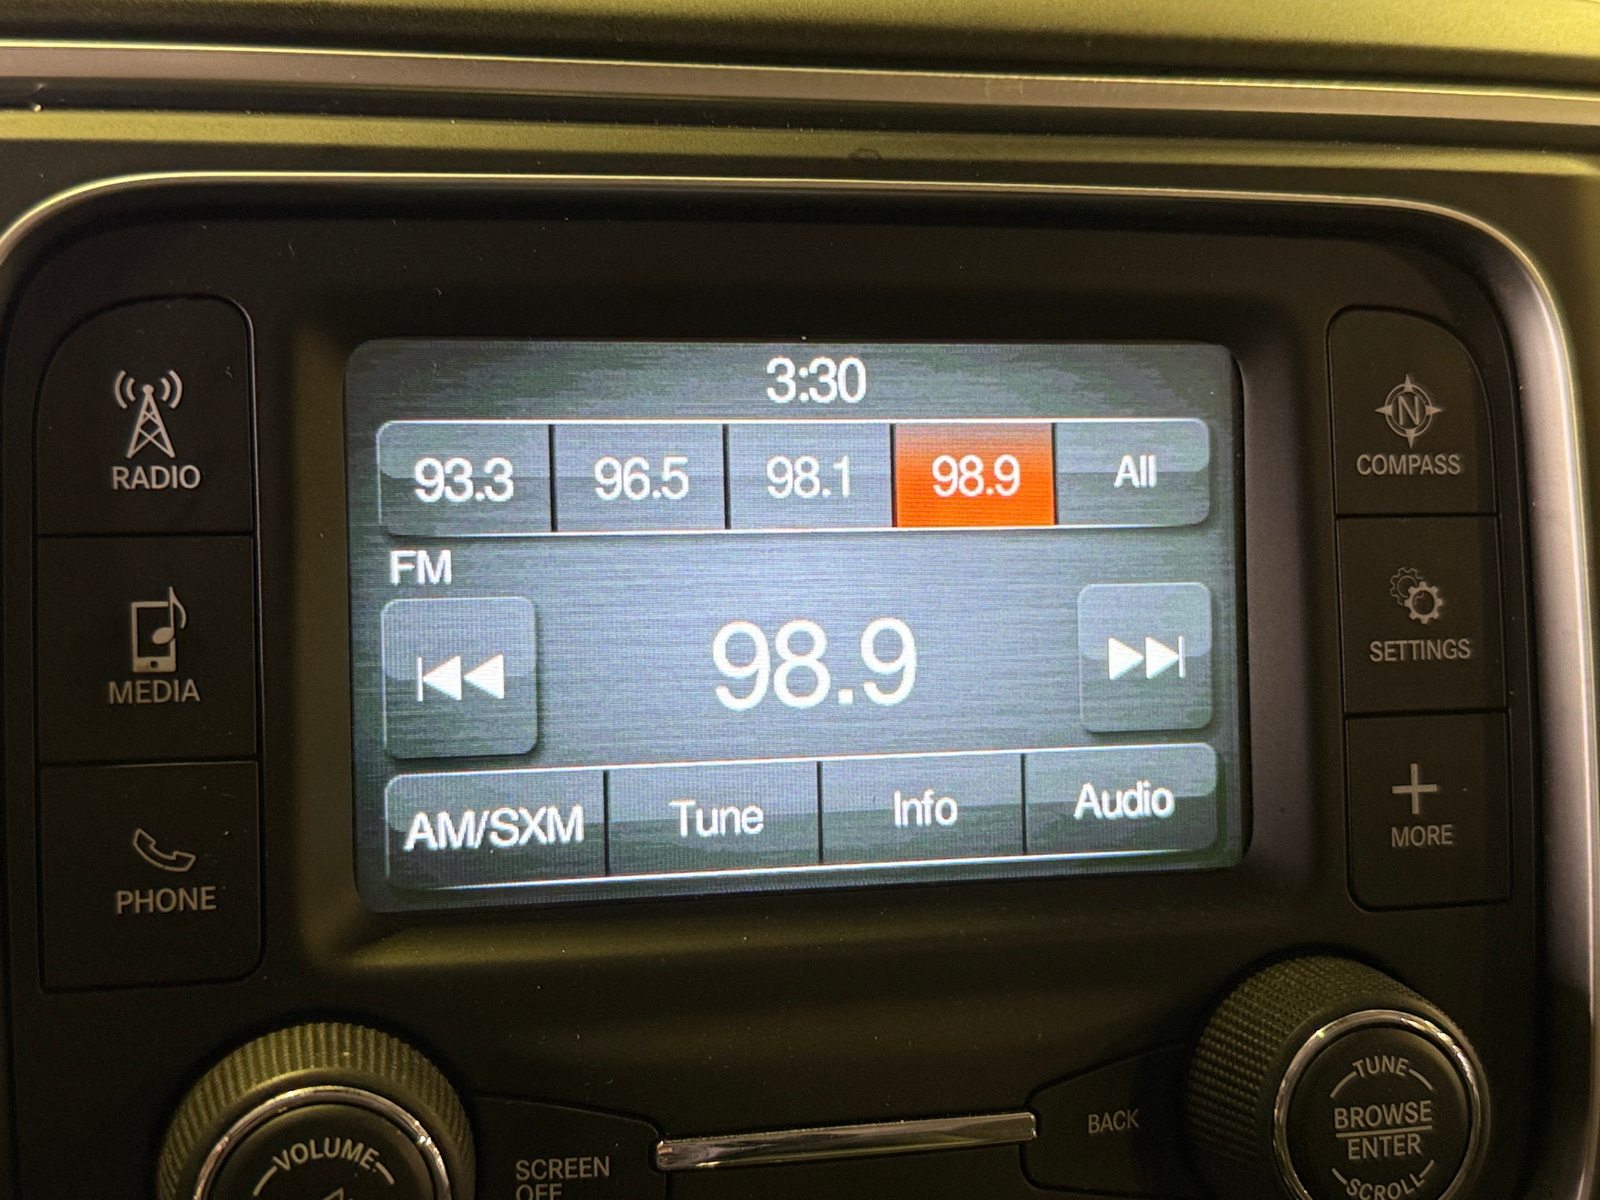 3:30
93.3 96.5 98.1 98.9 All
FM
98.9
AM/SXM Tune Info Audio
RADIO
MEDIA
PHONE
N
COMPASS
SETTINGS
MORE
VOLUME
SCREEN
OFF
BACK
TUNE
BROWSE
ENTER
SCROLL